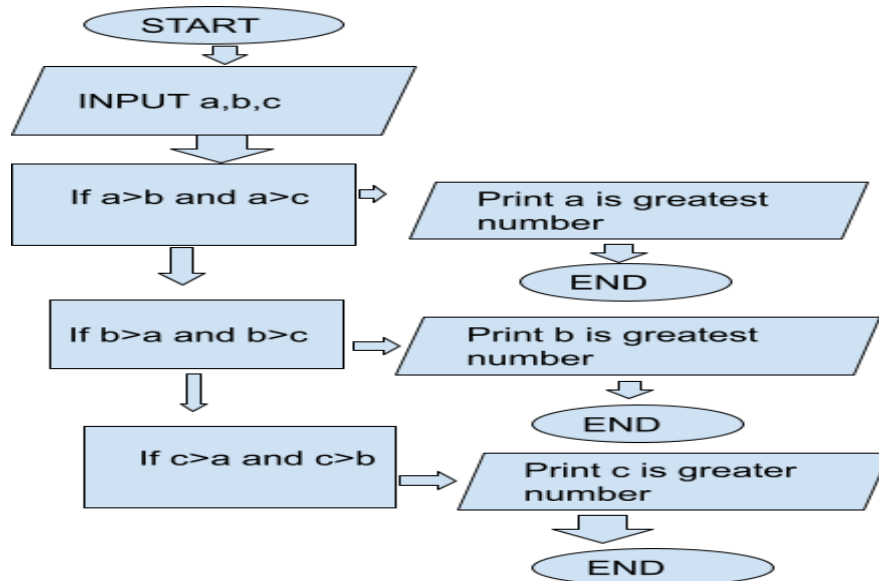 START
INPUT a,b,c
If a>b and a>c
Print a is greatest
number
END
If b>a and b>c
Print b is greatest
number
END
If c>a and c>b
Print c is greater
number
END